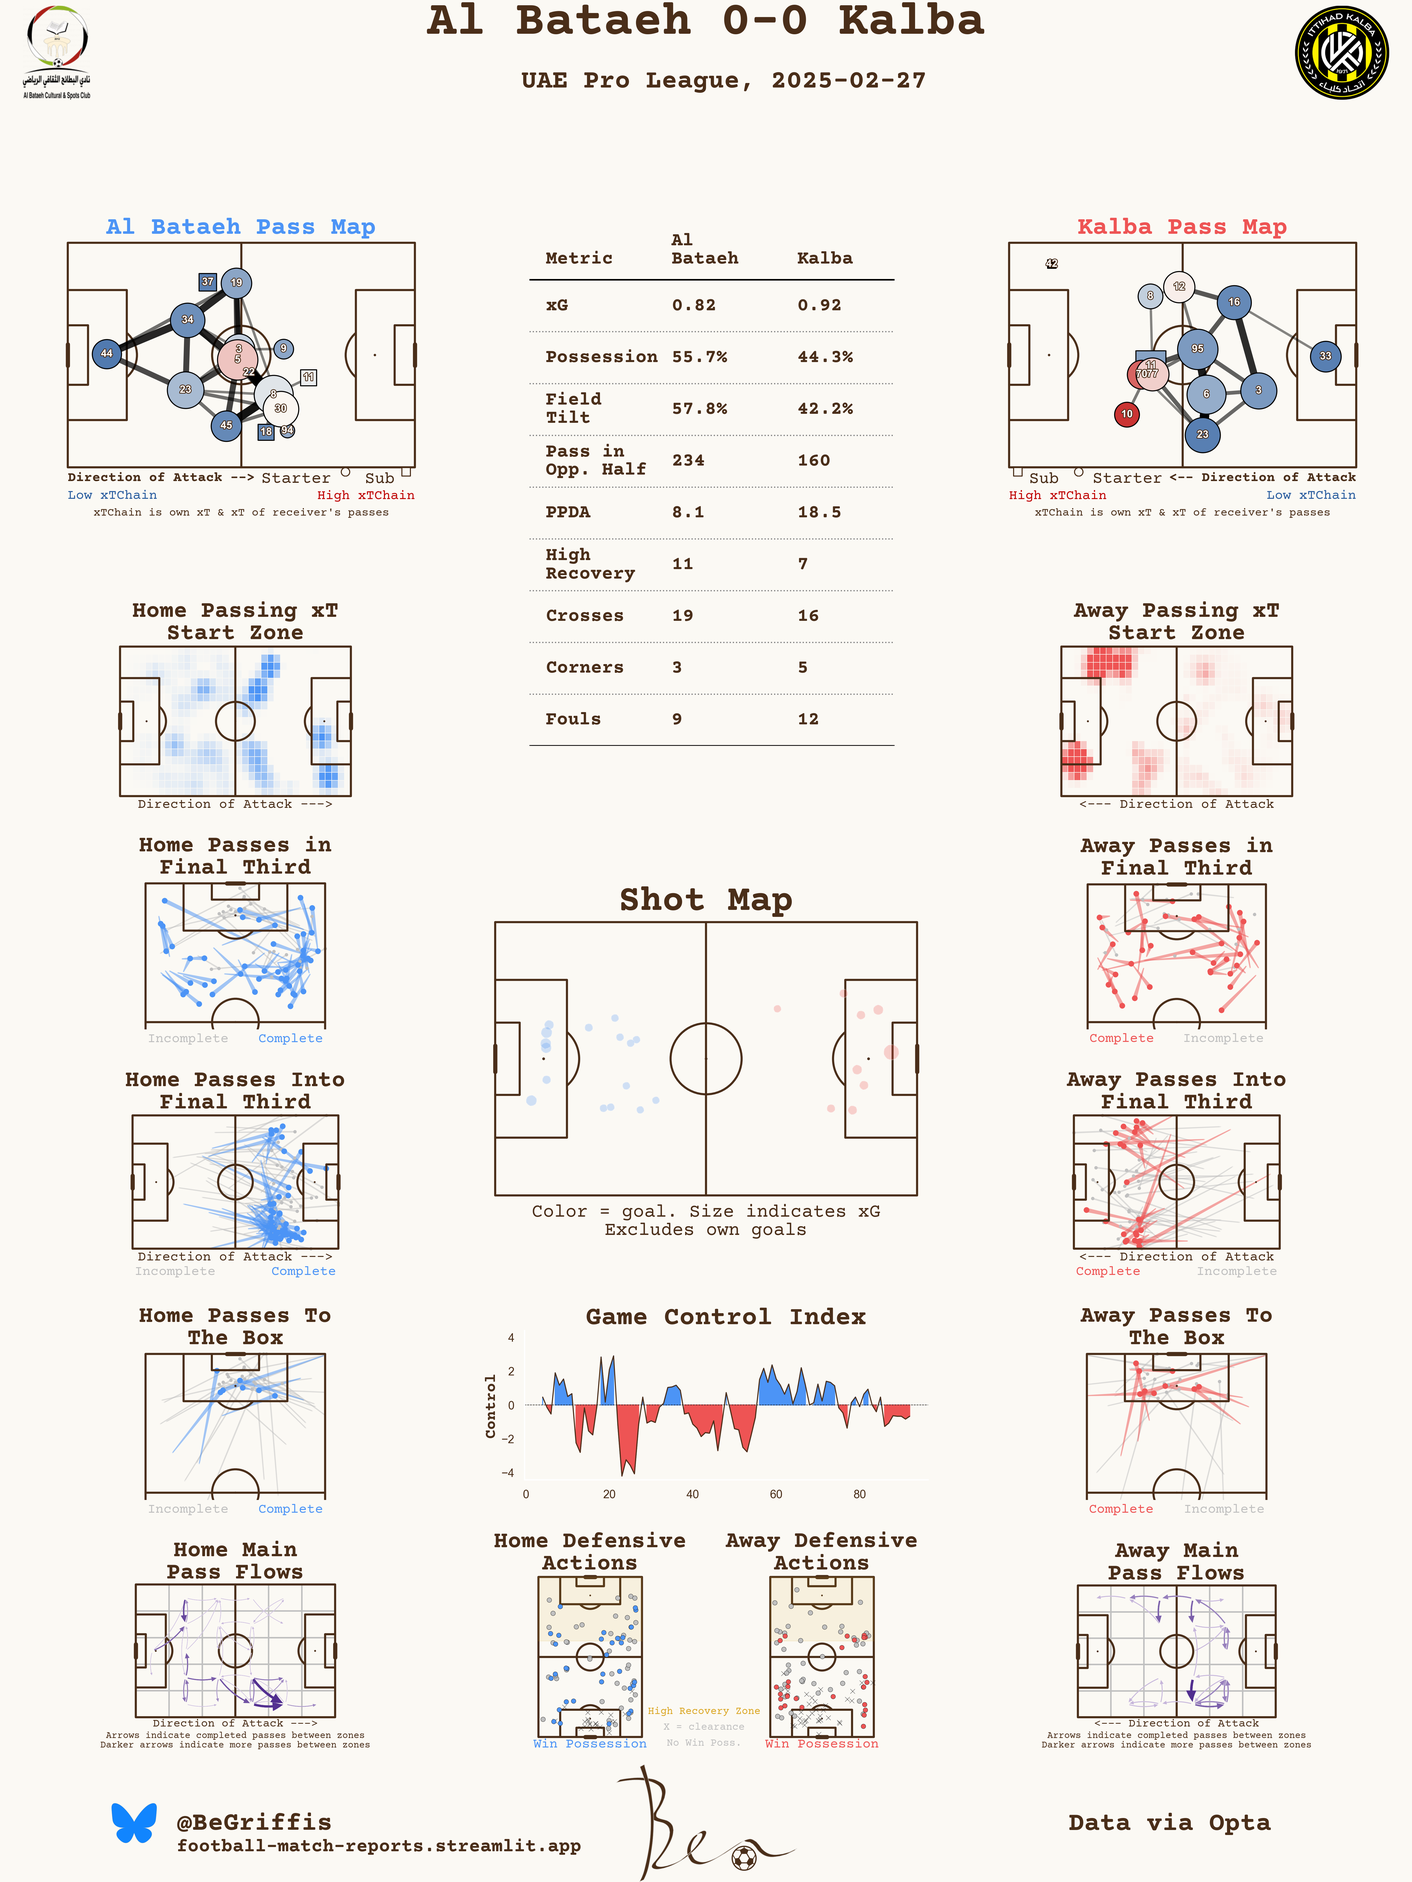 Al Bataeh 0-0 Kalba
UAE Pro League, 2025-02-27
نادي البطائح الثقافي الرياضي
Al Bataeh Cultural & Spots Club
ITTIHAD KALBA
1971
اتحاد كلباء
Al Bataeh Pass Map
37
19
34
44
3
5
9
22
11
23
8
30
45
18
94
Direction of Attack --> Starter Sub
Low xTChain High xTChain
xTChain is own xT & xT of receiver's passes
Metric Al Bataeh Kalba
xG 0.82 0.92
Possession 55.7% 44.3%
Field Tilt 57.8% 42.2%
Pass in Opp. Half 234 160
PPDA 8.1 18.5
High Recovery 11 7
Crosses 19 16
Corners 3 5
Fouls 9 12
Kalba Pass Map
42
8
12
16
95
33
11
70
77
6
3
10
23
Sub Starter <-- Direction of Attack
High xTChain Low xTChain
xTChain is own xT & xT of receiver's passes
Home Passing xT
Start Zone
Direction of Attack --->
Away Passing xT
Start Zone
<--- Direction of Attack
Home Passes in
Final Third
Incomplete Complete
Away Passes in
Final Third
Complete Incomplete
Shot Map
Color = goal. Size indicates xG
Excludes own goals
Home Passes Into
Final Third
Direction of Attack --->
Incomplete Complete
Away Passes Into
Final Third
<--- Direction of Attack
Complete Incomplete
Home Passes To
The Box
Incomplete Complete
Game Control Index
Control
4
2
0
−2
−4
0 20 40 60 80
Away Passes To
The Box
Complete Incomplete
Home Main
Pass Flows
Direction of Attack --->
Arrows indicate completed passes between zones
Darker arrows indicate more passes between zones
Home Defensive
Actions
Win Possession
High Recovery Zone
X = clearance
No Win Poss.
Away Defensive
Actions
Win Possession
Away Main
Pass Flows
<--- Direction of Attack
Arrows indicate completed passes between zones
Darker arrows indicate more passes between zones
@BeGriffis
football-match-reports.streamlit.app
Ben
Data via Opta